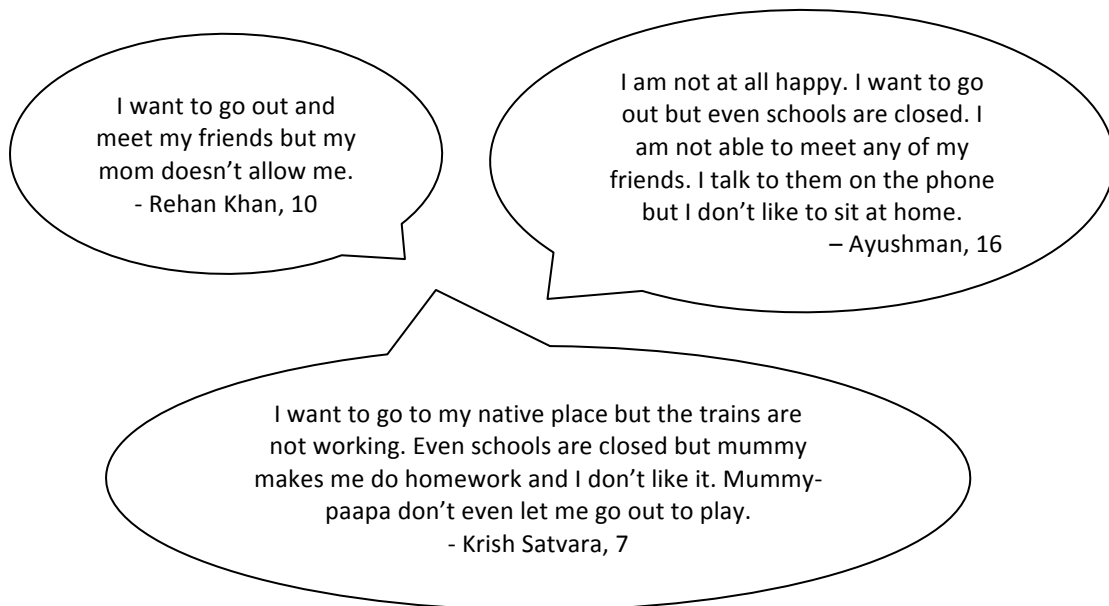 I want to go out and
meet my friends but my
mom doesn’t allow me.
- Rehan Khan, 10
I am not at all happy. I want to go
out but even schools are closed. I
am not able to meet any of my
friends. I talk to them on the phone
but I don’t like to sit at home.
– Ayushman, 16
I want to go to my native place but the trains are
not working. Even schools are closed but mummy
makes me do homework and I don’t like it. Mummy-
paapa don’t even let me go out to play.
- Krish Satvara, 7